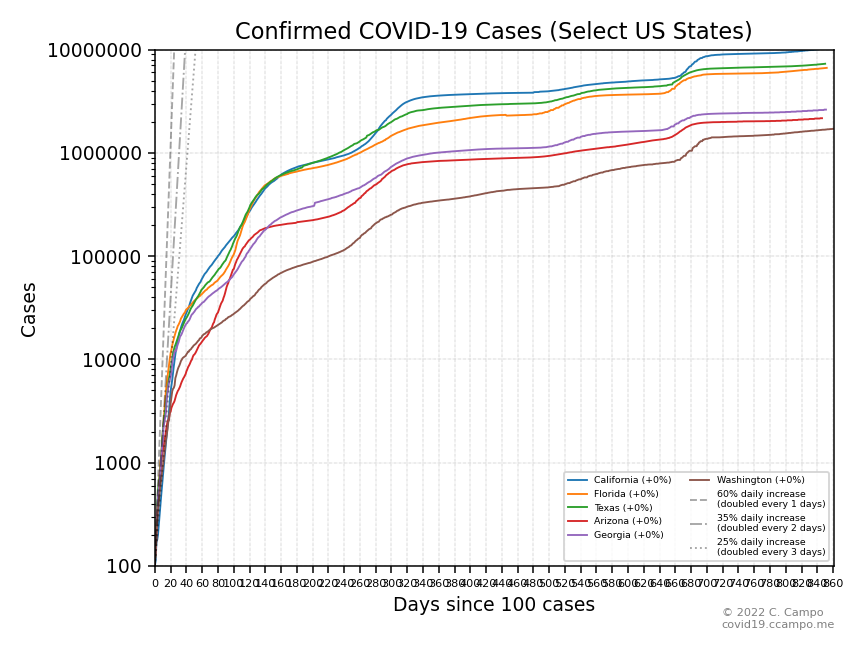 Confirmed COVID-19 Cases (Select US States)
10000000
1000000
100000
10000
1000
100
Cases
0 20 40 60 80 100 120 140 160 180 200 220 240 260 280 300 320 340 360 380 400 420 440 460 480 500 520 540 560 580 600 620 640 660 680 700 720 740 760 780 800 820 840 860
Days since 100 cases
California (+0%)
Florida (+0%)
Texas (+0%)
Arizona (+0%)
Georgia (+0%)
Washington (+0%)
60% daily increase
(doubled every 1 days)
35% daily increase
(doubled every 2 days)
25% daily increase
(doubled every 3 days)
© 2022 C. Campo
covid19.ccampo.me